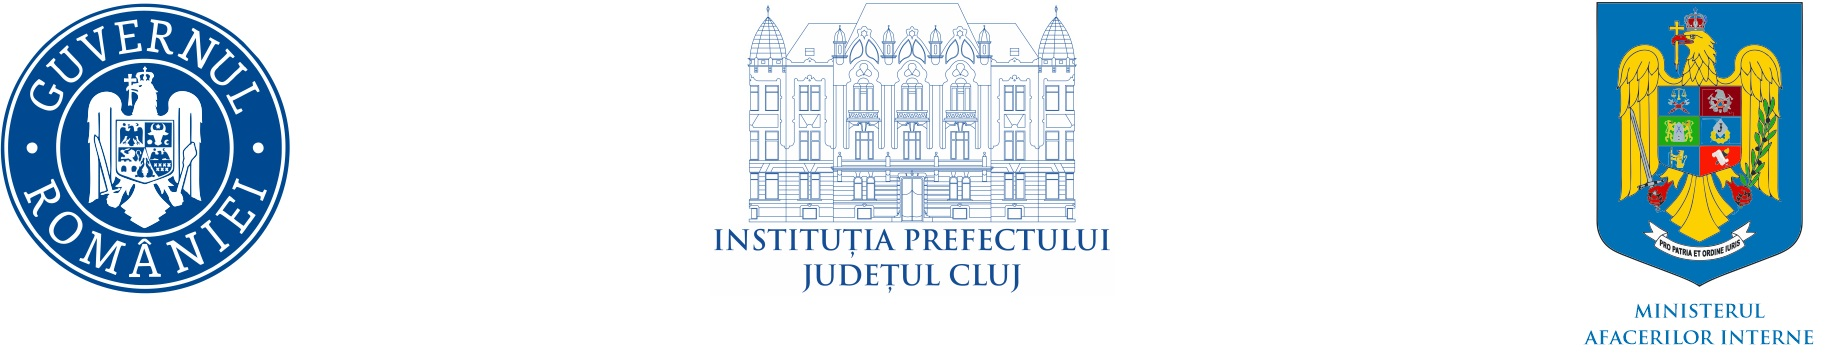 GUVERNUL
ROMÂNIEI
INSTITUȚIA PREFECTULUI
JUDEȚUL CLUJ
PRO PATRIA ET ORDINE IURIS
MINISTERUL
AFACERILOR INTERNE